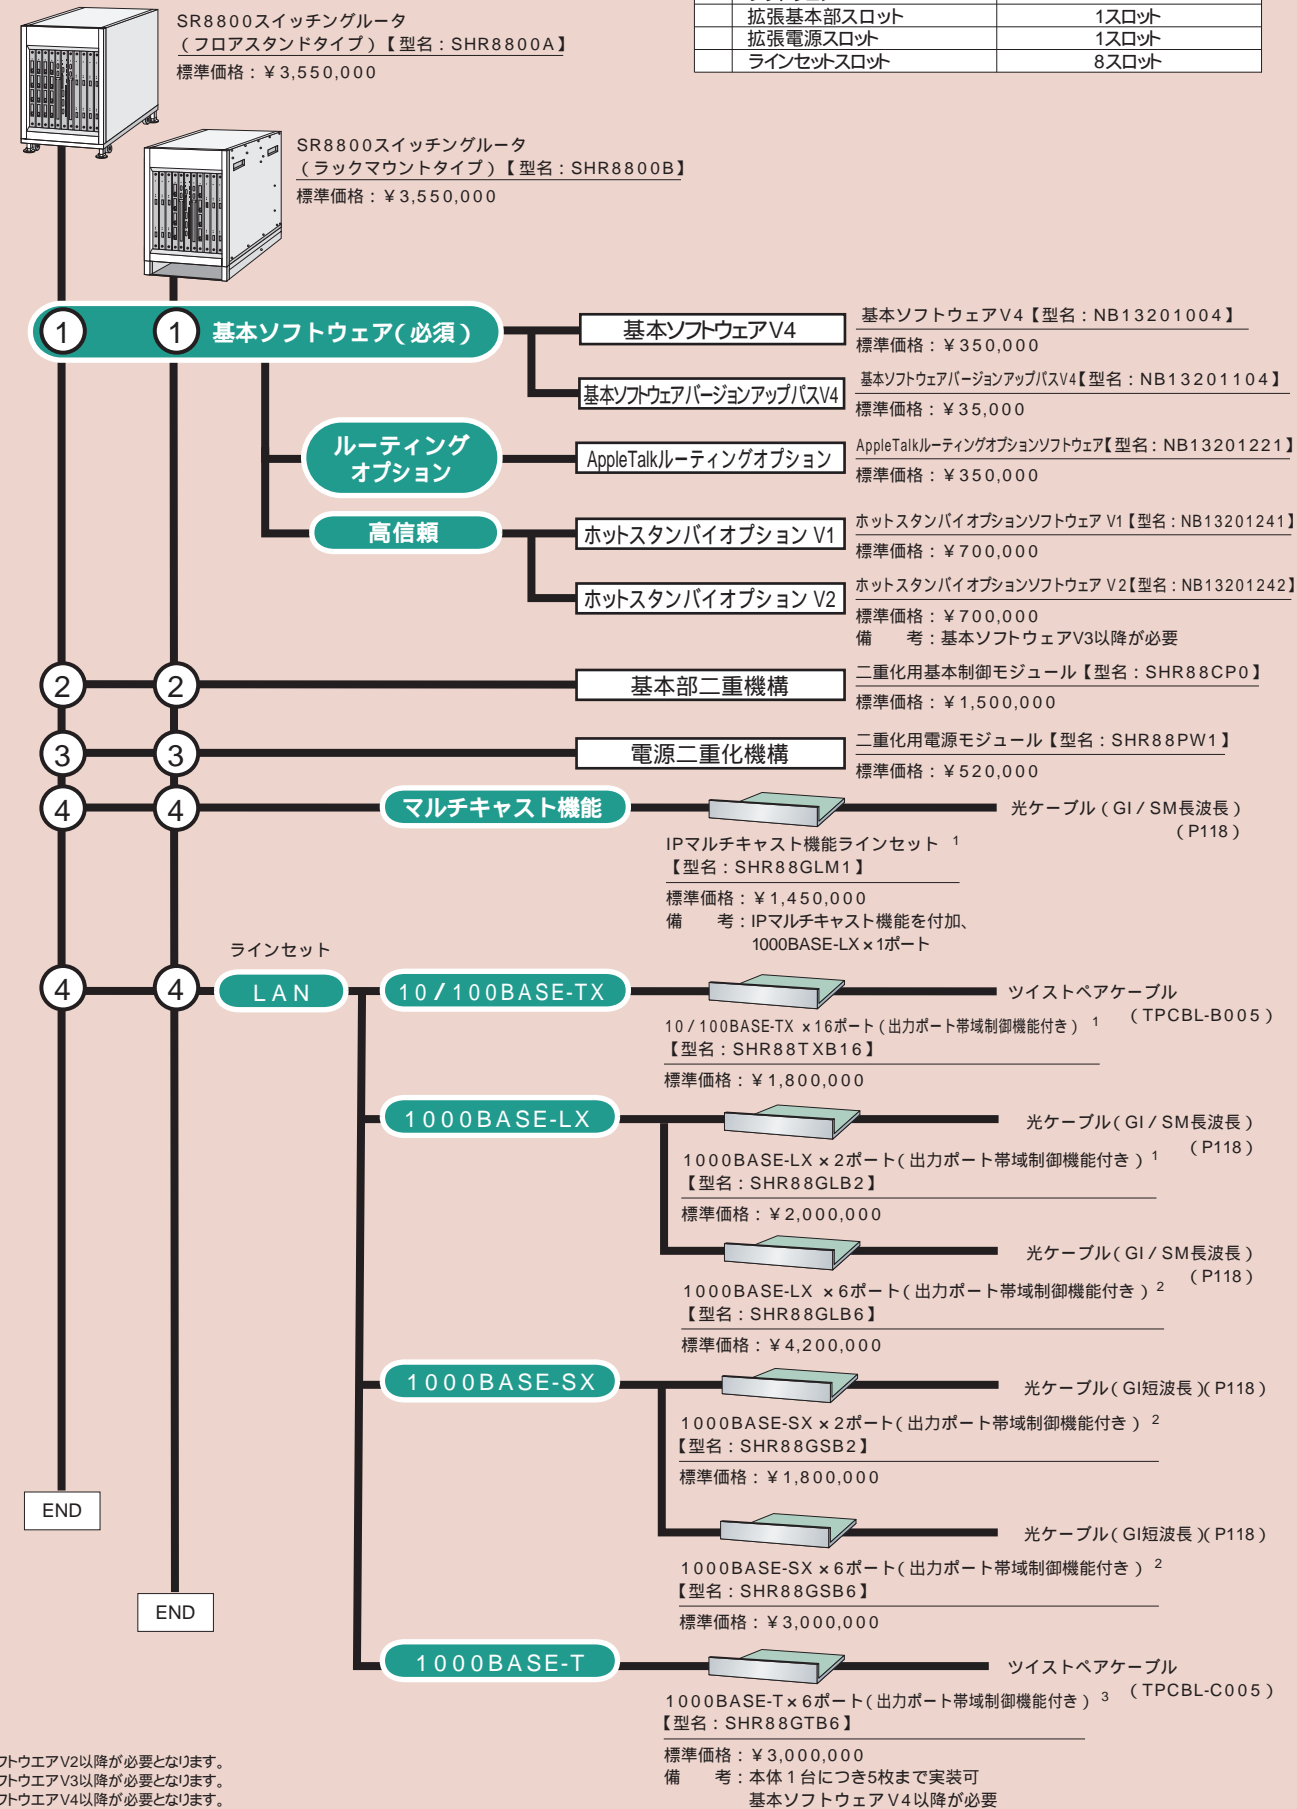 SR8800スイッチングルータ
(フロアスタンドタイプ)【型名:SHR8800A】
標準価格:¥3,550,000
拡張基本部スロット 1スロット
拡張電源スロット 1スロット
ラインセットスロット 8スロット
SR8800スイッチングルータ
(ラックマウントタイプ)【型名:SHR8800B】
標準価格:¥3,550,000
1 1 基本ソフトウェア(必須)
基本ソフトウェアV4
基本ソフトウェアV4【型名:NB13201004】
標準価格:¥350,000
基本ソフトウェアバージョンアップパスV4
基本ソフトウェアバージョンアップパスV4【型名:NB13201104】
標準価格:¥35,000
ルーティング
オプション
AppleTalkルーティングオプション
AppleTalkルーティングオプションソフトウェア【型名:NB13201221】
標準価格:¥350,000
高信頼
ホットスタンバイオプション V1
ホットスタンバイオプションソフトウェア V1【型名:NB13201241】
標準価格:¥700,000
ホットスタンバイオプション V2
ホットスタンバイオプションソフトウェア V2【型名:NB13201242】
標準価格:¥700,000
備 考:基本ソフトウェアV3以降が必要
2 2 基本部二重機構
二重化用基本制御モジュール【型名:SHR88CP0】
標準価格:¥1,500,000
3 3 電源二重化機構
二重化用電源モジュール【型名:SHR88PW1】
標準価格:¥520,000
4 4 マルチキャスト機能
光ケーブル(GI/SM長波長)
(P118)
IPマルチキャスト機能ラインセット 1
【型名:SHR88GLM1】
標準価格:¥1,450,000
備 考:IPマルチキャスト機能を付加、
1000BASE-LX×1ポート
ラインセット
4 4 LAN
10/100BASE-TX
ツイストペアケーブル
(TPCBL-B005)
10/100BASE-TX ×16ポート(出力ポート帯域制御機能付き) 1
【型名:SHR88TXB16】
標準価格:¥1,800,000
1000BASE-LX
光ケーブル(GI/SM長波長)
(P118)
1000BASE-LX×2ポート(出力ポート帯域制御機能付き) 1
【型名:SHR88GLB2】
標準価格:¥2,000,000
光ケーブル(GI/SM長波長)
(P118)
1000BASE-LX ×6ポート(出力ポート帯域制御機能付き) 2
【型名:SHR88GLB6】
標準価格:¥4,200,000
1000BASE-SX
光ケーブル(GI短波長)(P118)
1000BASE-SX×2ポート(出力ポート帯域制御機能付き) 2
【型名:SHR88GSB2】
標準価格:¥1,800,000
END
光ケーブル(GI短波長)(P118)
1000BASE-SX×6ポート(出力ポート帯域制御機能付き) 2
【型名:SHR88GSB6】
標準価格:¥3,000,000
END
1000BASE-T
ツイストペアケーブル
(TPCBL-C005)
1000BASE-T×6ポート(出力ポート帯域制御機能付き) 3
【型名:SHR88GTB6】
標準価格:¥3,000,000
備 考:本体1台につき5枚まで実装可
基本ソフトウェアV4以降が必要
フトウエアV2以降が必要となります。
フトウエアV3以降が必要となります。
フトウエアV4以降が必要となります。